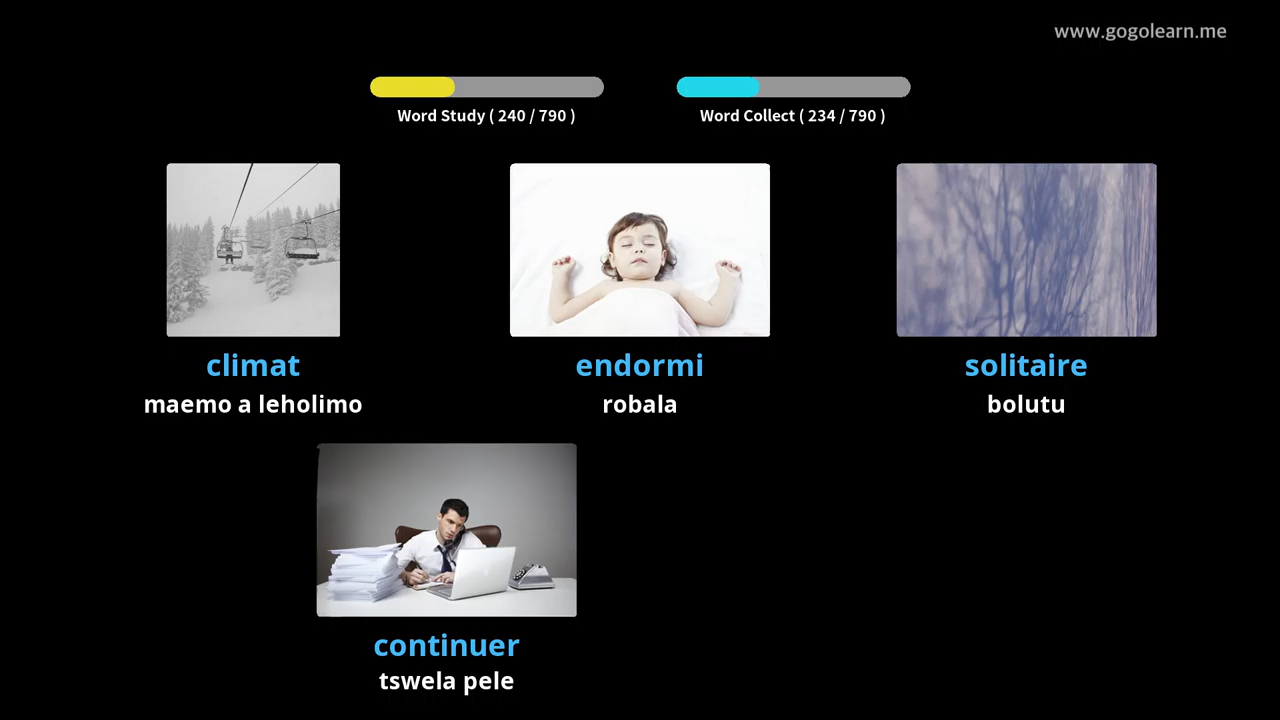 www.gogolearn.me
Word Study ( 240 / 790 )
Word Collect ( 234 / 790 )
climat
maemo a leholimo
endormi
robala
solitaire
bolutu
continuer
tswela pele